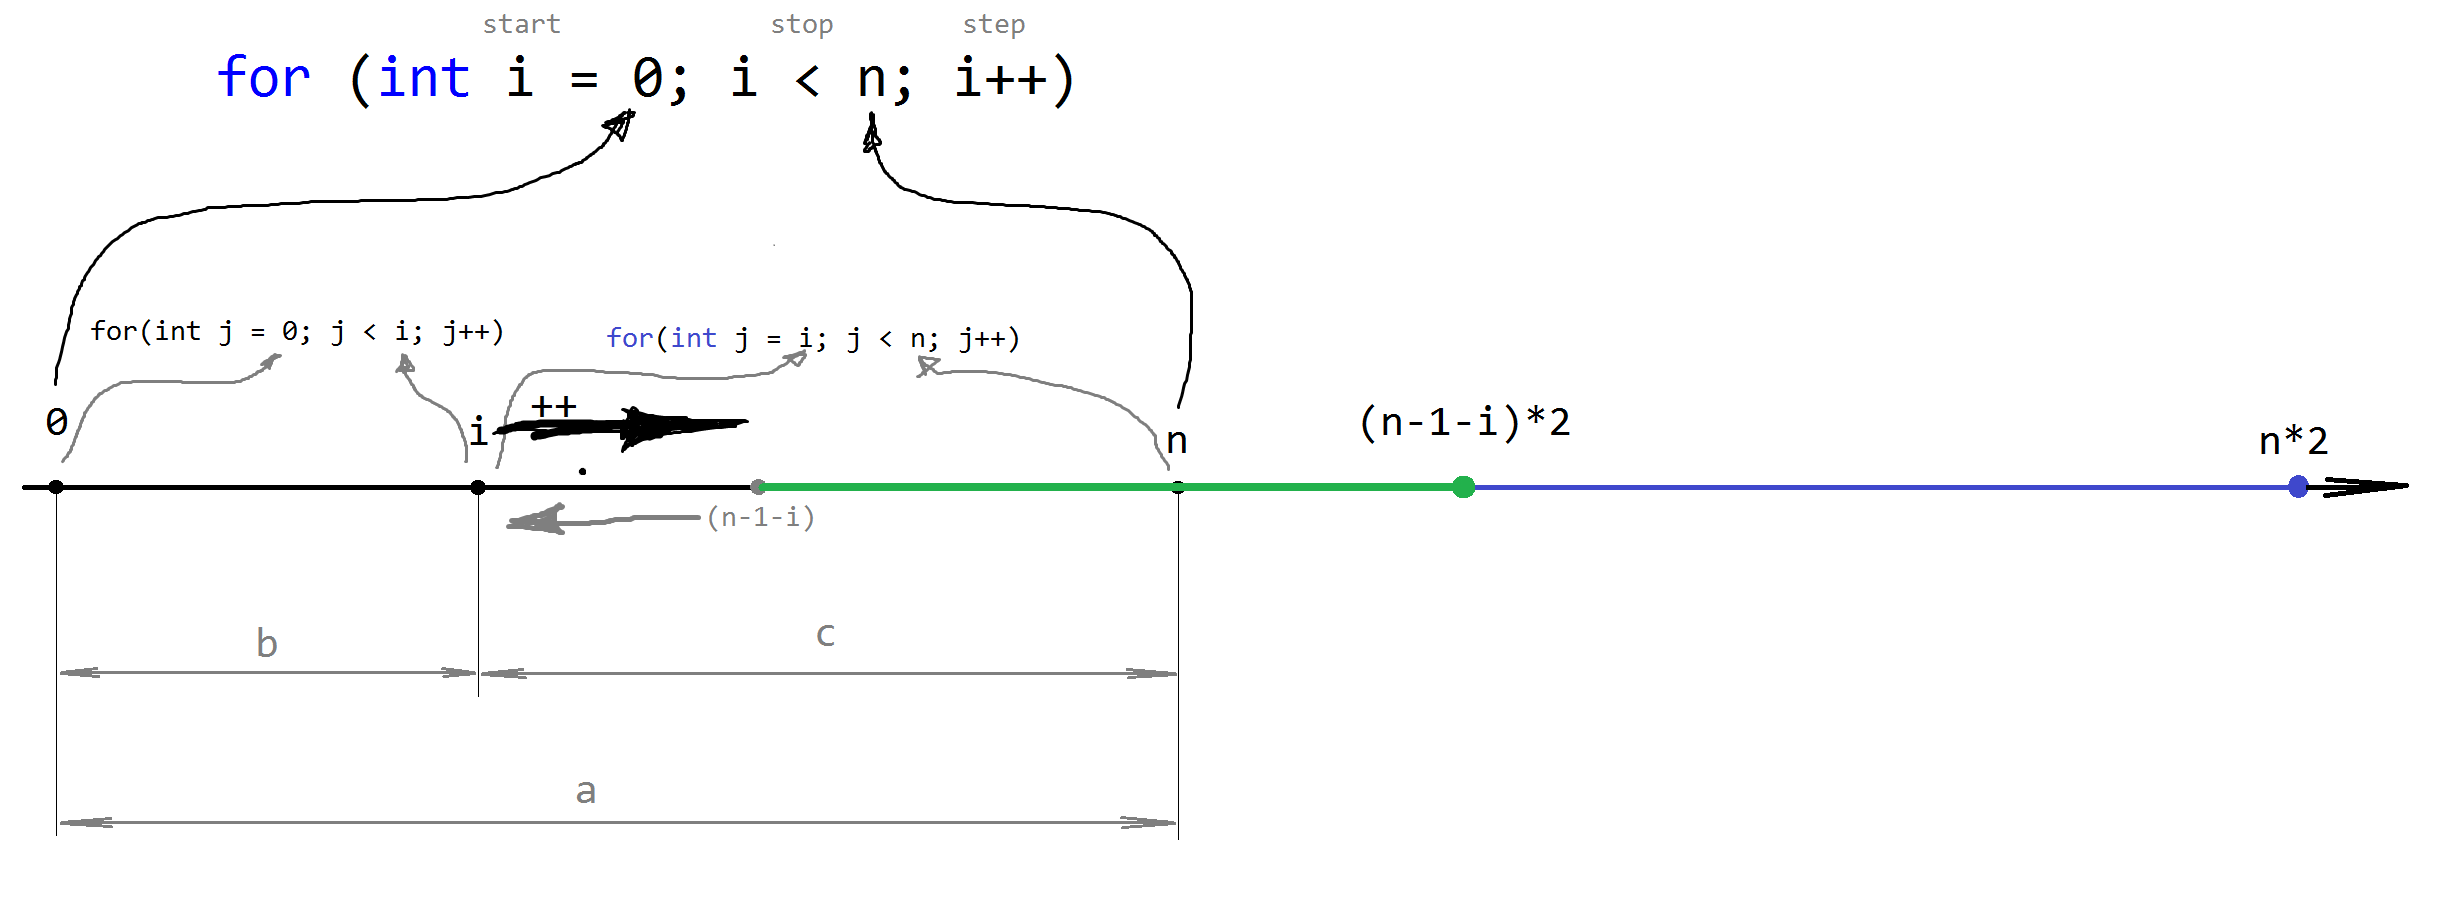 start stop step
for (int i = 0; i < n; i++)
for(int j = 0; j < i; j++)
for(int j = i; j < n; j++)
++
0
i
n
(n-1-i)*2
n*2
(n-1-i)
b
c
a